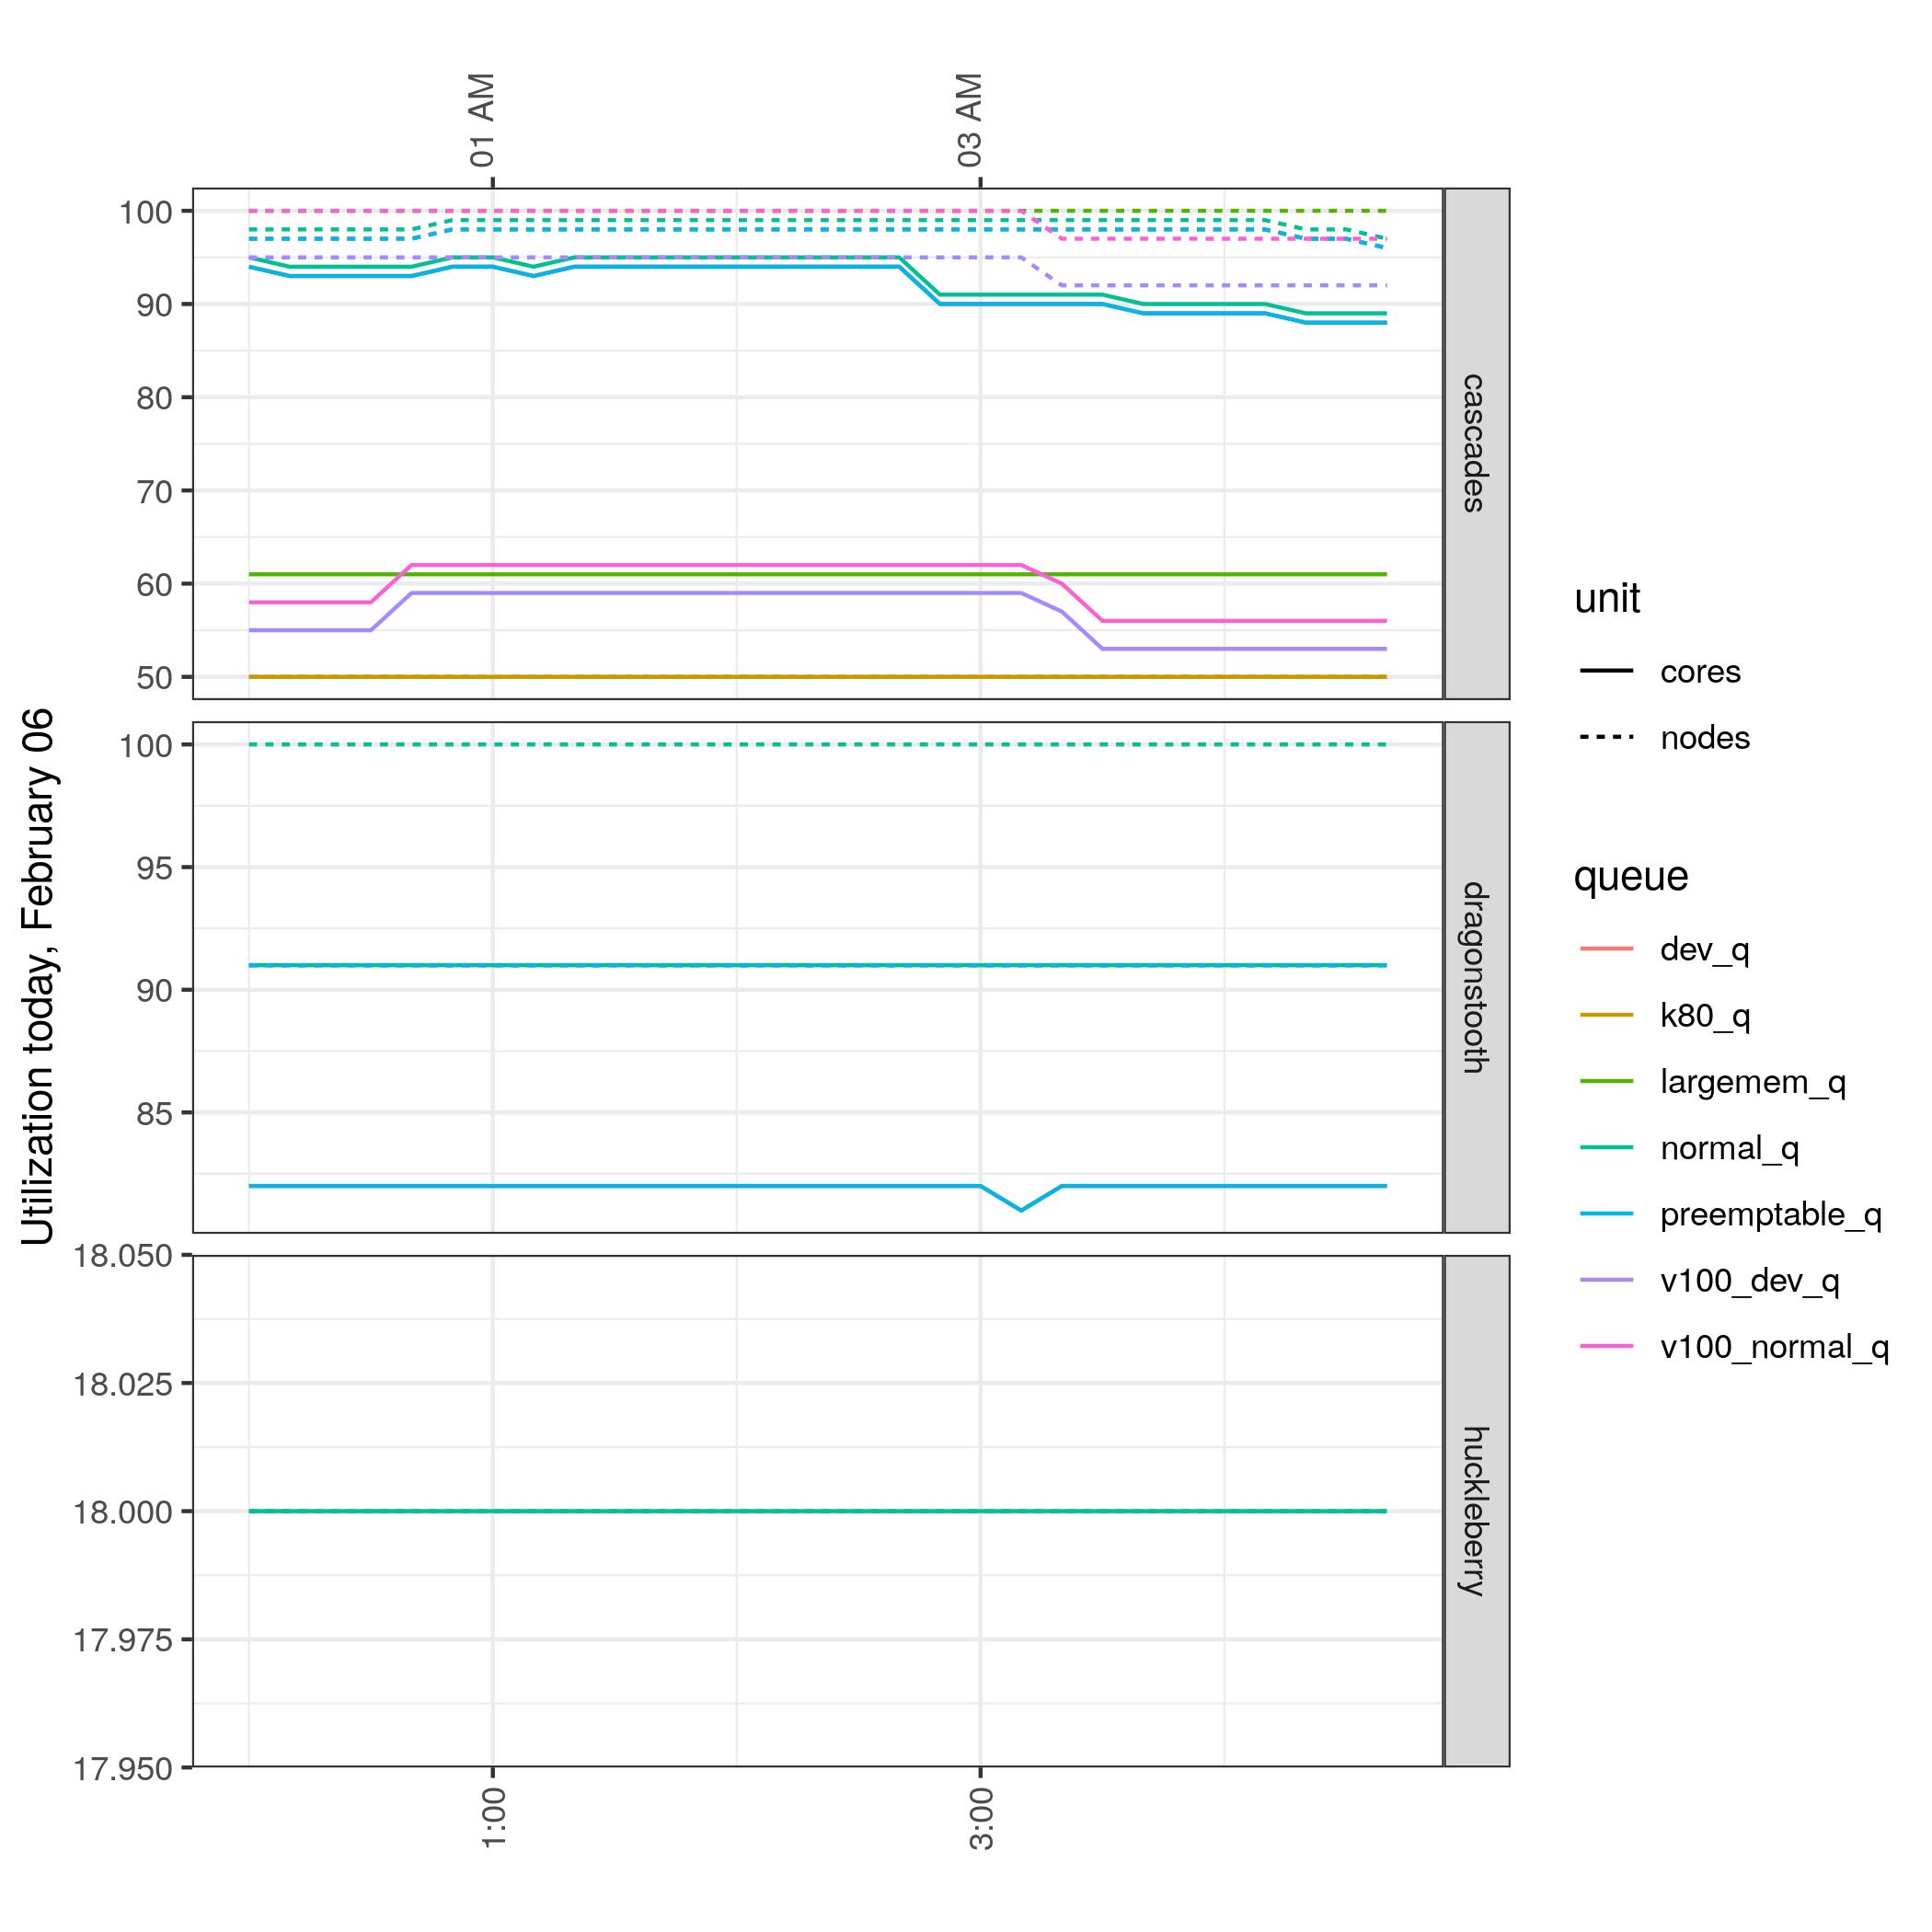 01 AM
03 AM
Utilization today, February 06
100
90
80
70
60
50
cascades
100
95
90
85
dragonstooth
18.050
18.025
18.000
17.975
17.950
huckleberry
1:00
3:00
unit
cores
nodes
queue
dev_q
k80_q
largemem_q
normal_q
preemptable_q
v100_dev_q
v100_normal_q